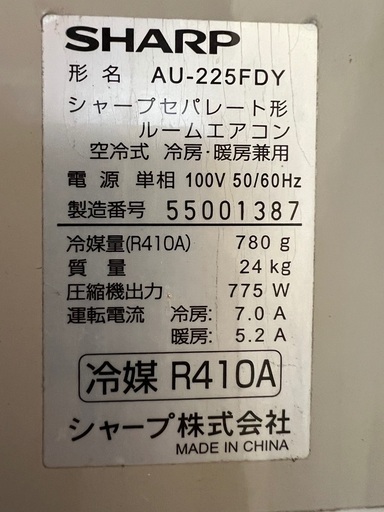 SHARP
形名 AU-225FDY
シャープセパレート形
ルームエアコン
空冷式 冷房・暖房兼用
電源 単相 100V 50/60Hz
製造番号 55001387
冷媒量(R410A) 780 g
質量 24 kg
圧縮機出力 775 W
運転電流 冷房: 7.0 A
暖房: 5.2 A
冷媒 R410A
シャープ株式会社
MADE IN CHINA